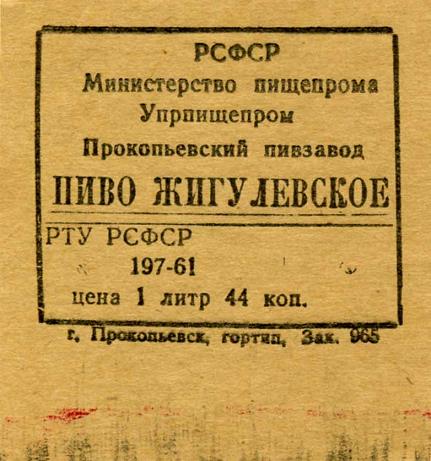 РСФСР
Министерство пищепрома
Упрпищепром
Прокопьевский пивзавод
ПИВО ЖИГУЛЕВСКОЕ
РТУ РСФСР
197-61
цена 1 литр 44 коп.
г. Прокопьевск, гортип, Зак. 965